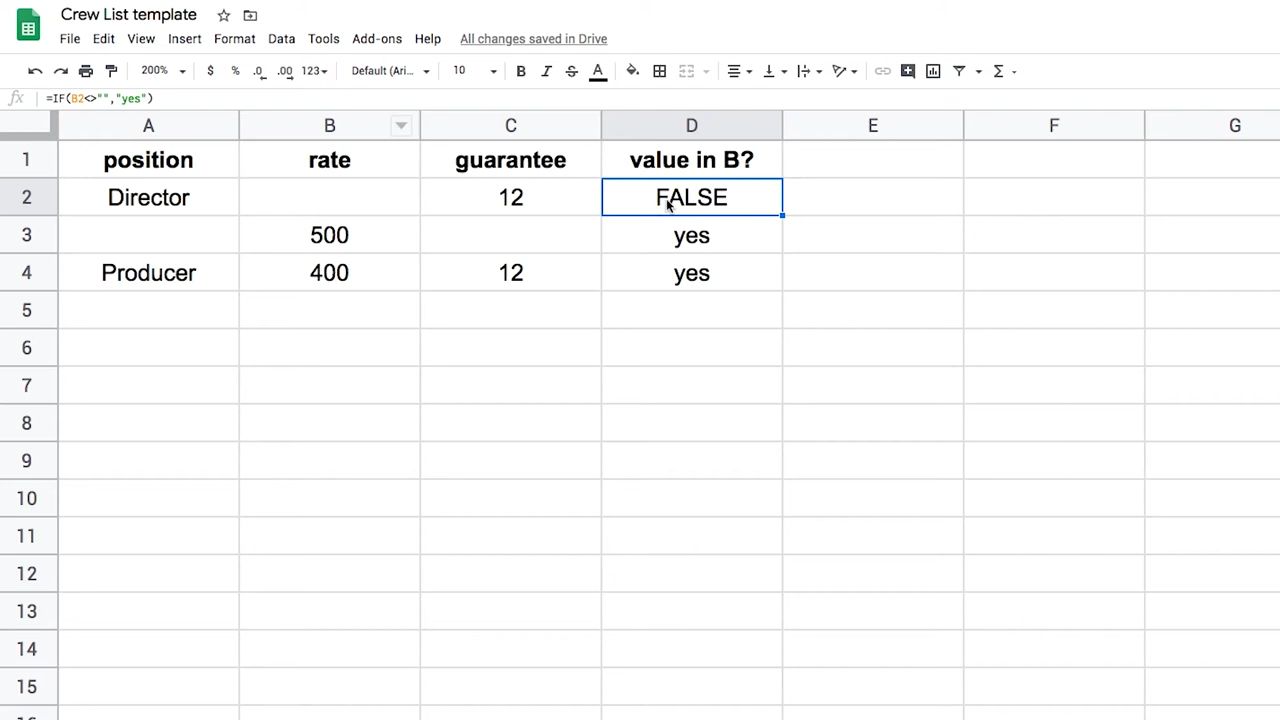 Crew List template
File Edit View Insert Format Data Tools Add-ons Help All changes saved in Drive
200% $ % .0 .00 123 Default (Ari... 10 B I S A Σ
fx =IF(B2<>"","yes")
A B C D E F G
1 position rate guarantee value in B?
2 Director 12 FALSE
3 500 yes
4 Producer 400 12 yes
5
6
7
8
9
10
11
12
13
14
15
16